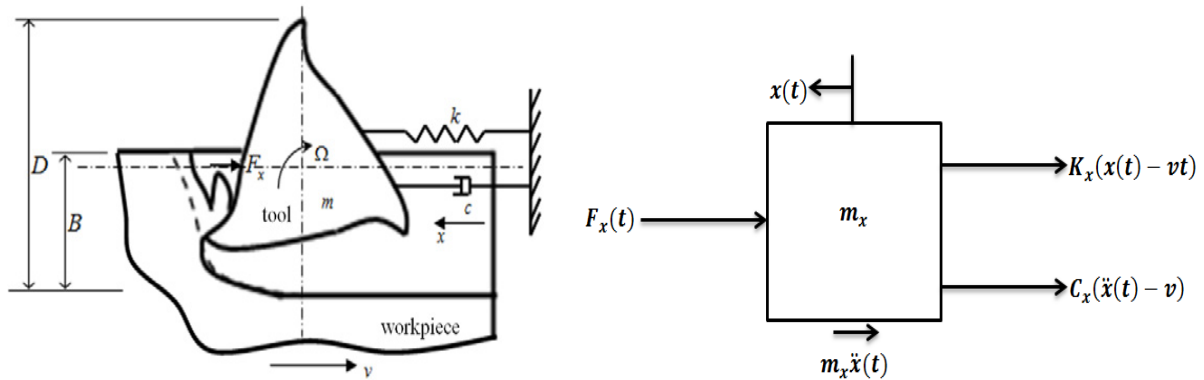 D
B
F_x
Ω
tool
m
k
c
x
workpiece
v
x(t)
F_x(t)
m_x
K_x(x(t) − vt)
C_x(ẍ(t) − v)
m_xẍ(t)